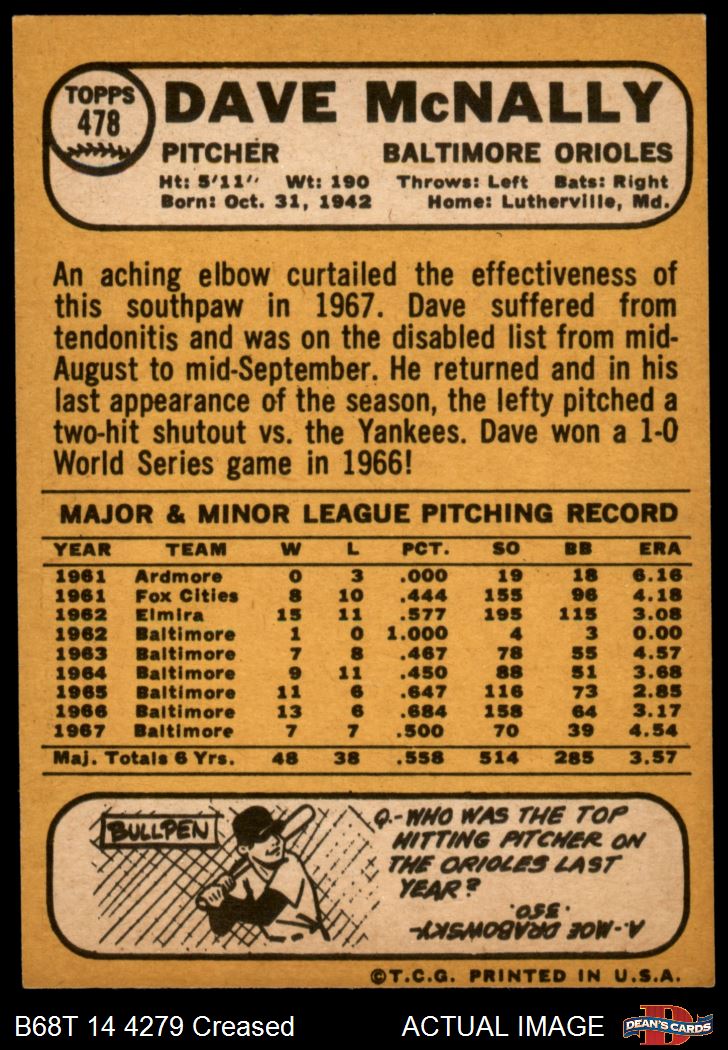 TOPPS
478
DAVE McNALLY
PITCHER BALTIMORE ORIOLES
Ht: 5'11" Wt: 190 Throws: Left Bats: Right
Born: Oct. 31, 1942 Home: Lutherville, Md.
An aching elbow curtailed the effectiveness of
this southpaw in 1967. Dave suffered from
tendonitis and was on the disabled list from mid-
August to mid-September. He returned and in his
last appearance of the season, the lefty pitched a
two-hit shutout vs. the Yankees. Dave won a 1-0
World Series game in 1966!
MAJOR & MINOR LEAGUE PITCHING RECORD
YEAR TEAM W L PCT. SO BB ERA
1961 Ardmore 0 3 .000 19 18 6.16
1961 Fox Cities 8 10 .444 155 96 4.18
1962 Elmira 15 11 .577 195 115 3.08
1962 Baltimore 1 0 1.000 4 3 0.00
1963 Baltimore 7 8 .467 78 55 4.57
1964 Baltimore 9 11 .450 88 51 3.68
1965 Baltimore 11 6 .647 116 73 2.85
1966 Baltimore 13 6 .684 158 64 3.17
1967 Baltimore 7 7 .500 70 39 4.54
Maj. Totals 6 Yrs. 48 38 .558 514 285 3.57
BULLPEN
Q.-WHO WAS THE TOP
HITTING PITCHER ON
THE ORIOLES LAST
YEAR?
A.-MOE DRABOWSKY-
.350.
©T.C.G. PRINTED IN U.S.A.
B68T 14 4279 Creased ACTUAL IMAGE
D
DEAN'S CARDS